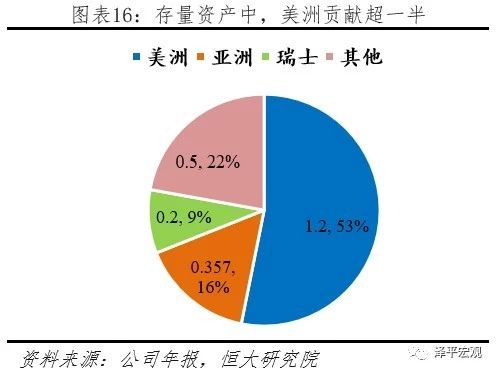 图表16：存量资产中，美洲贡献超一半
美洲 亚洲 瑞士 其他
0.5, 22%
0.2, 9%
1.2, 53%
0.357,
16%
泽平宏观
资料来源：公司年报，恒大研究院